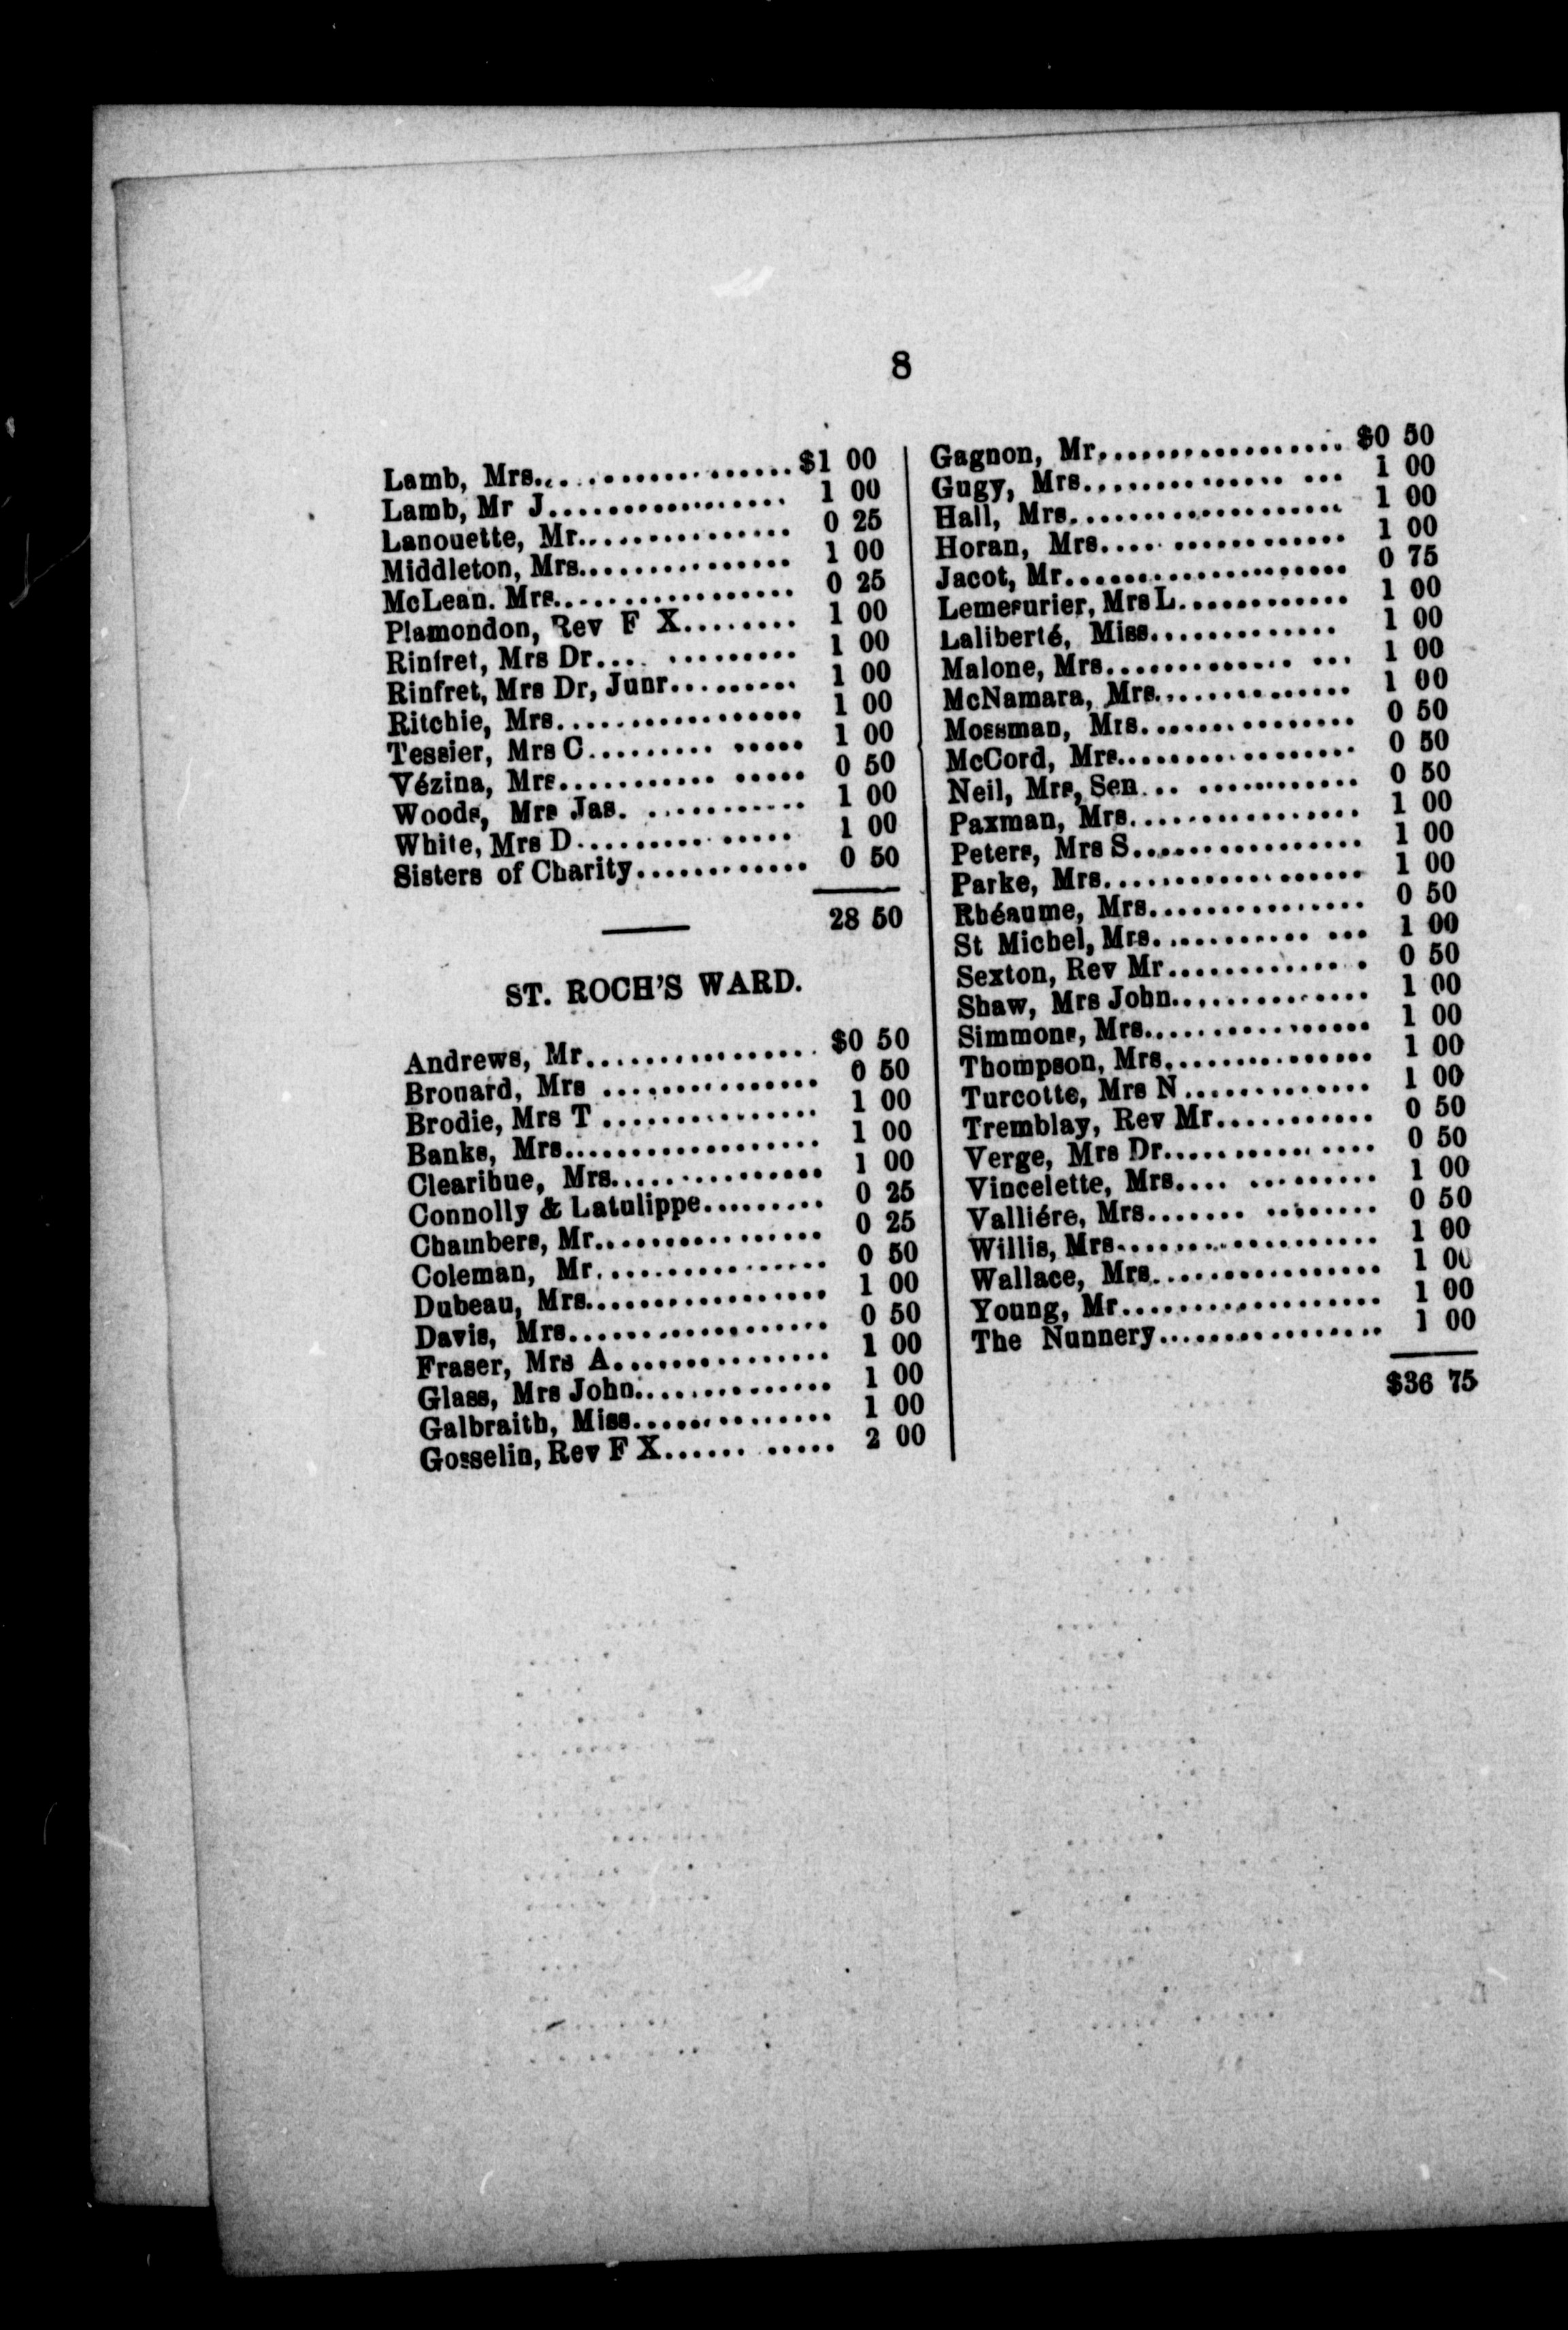 8
Lamb, Mrs..................$1 00
Lamb, Mr J.................. 1 00
Lanouette, Mr............... 0 25
Middleton, Mrs............... 1 00
McLean. Mrs................. 0 25
Plamondon, Rev F X........ 1 00
Rinfret, Mrs Dr.... ......... 1 00
Rinfret, Mrs Dr, Junr......... 1 00
Ritchie, Mrs................. 1 00
Tessier, Mrs C......... ..... 1 00
Vézina, Mrs............ ..... 0 50
Woods, Mrs Jas. ........... 1 00
White, Mrs D......... ..... 1 00
Sisters of Charity............ 0 50
28 50
ST. ROCH'S WARD.
Andrews, Mr................ $0 50
Bronard, Mrs ............... 0 50
Brodie, Mrs T ............... 1 00
Banks, Mrs.................. 1 00
Clearihue, Mrs............... 1 00
Connolly & Latulippe......... 0 25
Chambers, Mr................ 0 25
Coleman, Mr................ 0 50
Dubeau, Mrs................. 1 00
Davis, Mrs.................. 0 50
Fraser, Mrs A............... 1 00
Glass, Mrs John.............. 1 00
Galbraith, Miss.............. 1 00
Gosselin, Rev F X...... ..... 2 00
Gagnon, Mr.................. $0 50
Gugy, Mrs.............. ... 1 00
Hall, Mrs................... 1 00
Horan, Mrs.... ............ 1 00
Jacot, Mr.................... 0 75
Lemesurier, Mrs L............ 1 00
Laliberté, Miss............. 1 00
Malone, Mrs............. ... 1 00
McNamara, Mrs.............. 1 00
Mossman, Mrs............... 0 50
McCord, Mrs................. 0 50
Neil, Mrs, Sen... ........... 0 50
Paxman, Mrs................ 1 00
Peters, Mrs S................ 1 00
Parke, Mrs.................. 1 00
Rhéaume, Mrs............... 0 50
St Michel, Mrs........... ... 1 00
Sexton, Rev Mr.............. 0 50
Shaw, Mrs John.............. 1 00
Simmons, Mrs................ 1 00
Thompson, Mrs............... 1 00
Turcotte, Mrs N............. 1 00
Tremblay, Rev Mr........... 0 50
Verge, Mrs Dr........... .... 0 50
Vincelette, Mrs.... ......... 1 00
Valliére, Mrs....... ........ 0 50
Willis, Mrs.................. 1 00
Wallace, Mrs................ 1 00
Young, Mr.................. 1 00
The Nunnery................ 1 00
$36 75